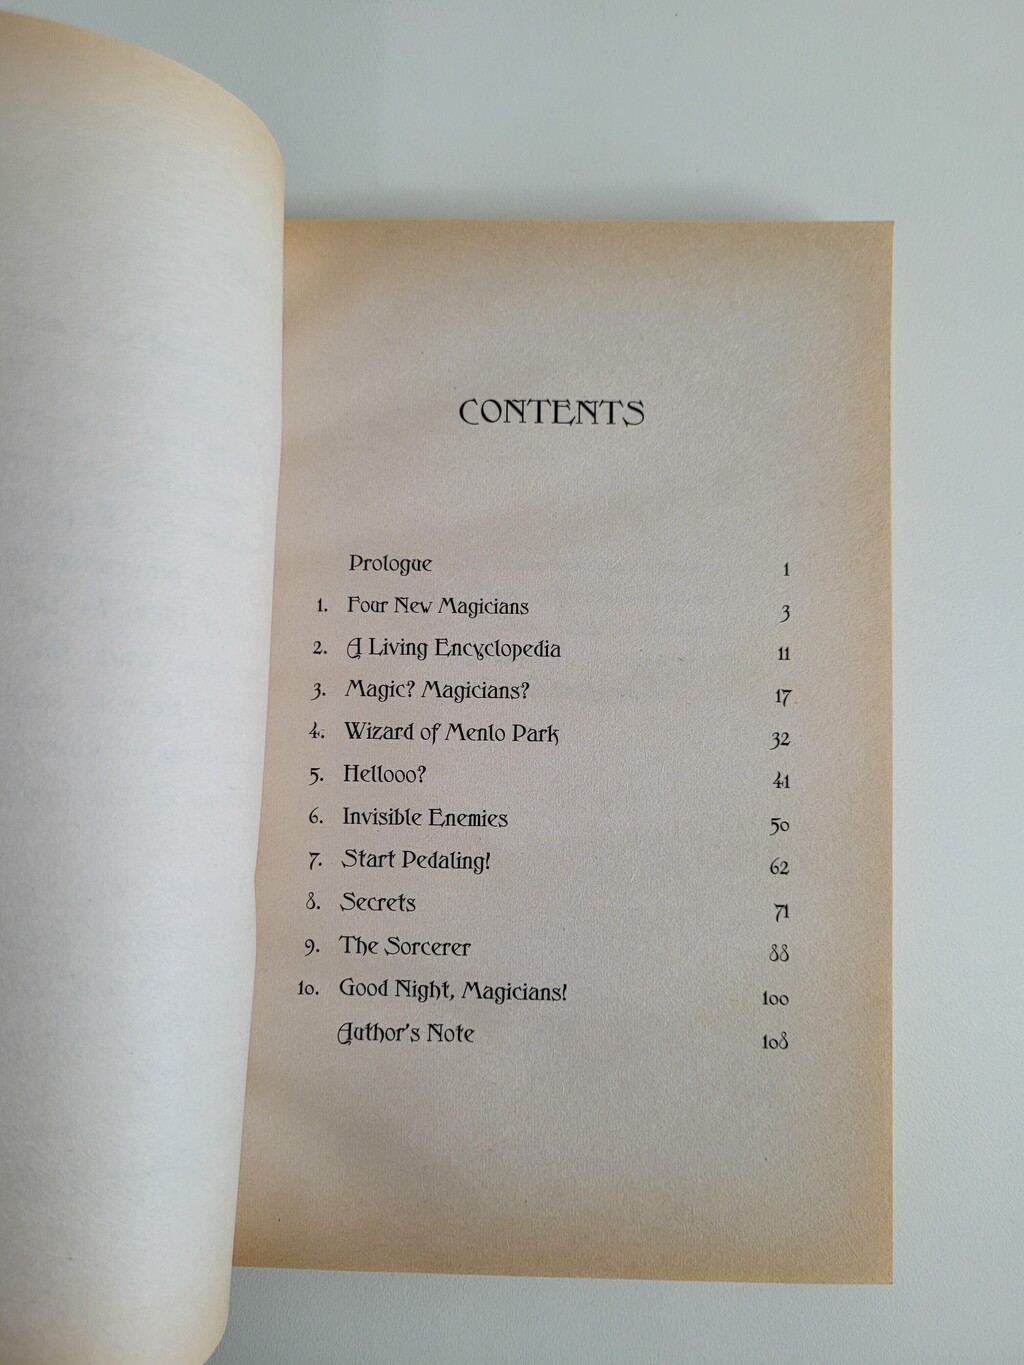 CONTENTS
Prologue 1
1. Four New Magicians 3
2. A Living Encyclopedia 11
3. Magic? Magicians? 17
4. Wizard of Menlo Park 32
5. Hellooo? 41
6. Invisible Enemies 50
7. Start Pedaling! 62
8. Secrets 71
9. The Sorcerer 88
10. Good Night, Magicians! 100
Author's Note 108